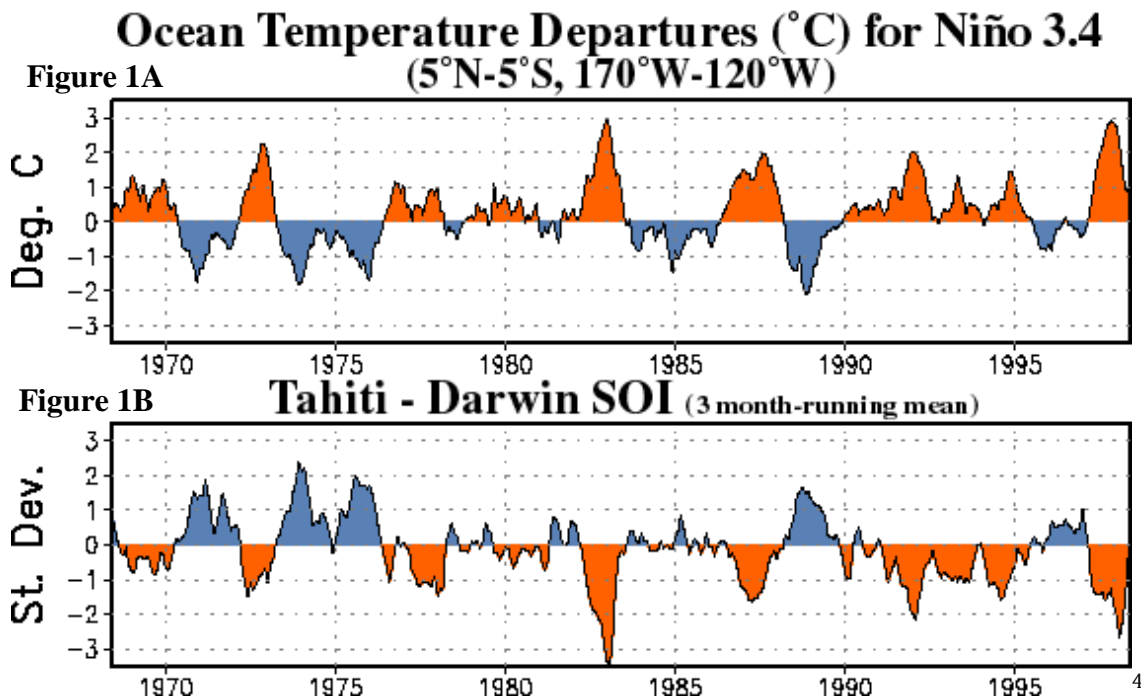 Ocean Temperature Departures (˚C) for Niño 3.4
Figure 1A
(5˚N-5˚S, 170˚W-120˚W)
Deg. C
3
2
1
0
−1
−2
−3
1970 1975 1980 1985 1990 1995
Figure 1B
Tahiti - Darwin SOI (3 month-running mean)
St. Dev.
3
2
1
0
−1
−2
−3
1970 1975 1980 1985 1990 1995
4